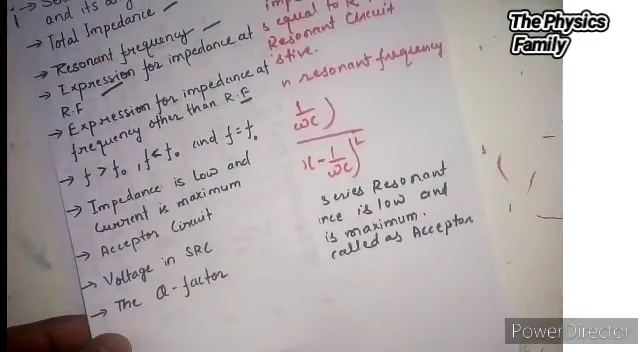 and its
→ Total Impedance
→ Resonant frequency
→ Expression for impedance at
R.F
→ Expression for impedance at
frequency other than R.F
→ f > f₀, f < f₀ and f = f₀
→ Impedance is Low and
current is maximum
→ Acceptor Circuit
→ Voltage in SRC
→ The Q-factor
s equal to R
Resonant Circuit
stive.
n resonant frequency
1/ωc)
- 1/ωc)²
series Resonant
nce is low and
is maximum.
called as Acceptor
The Physics
Family
PowerDirector